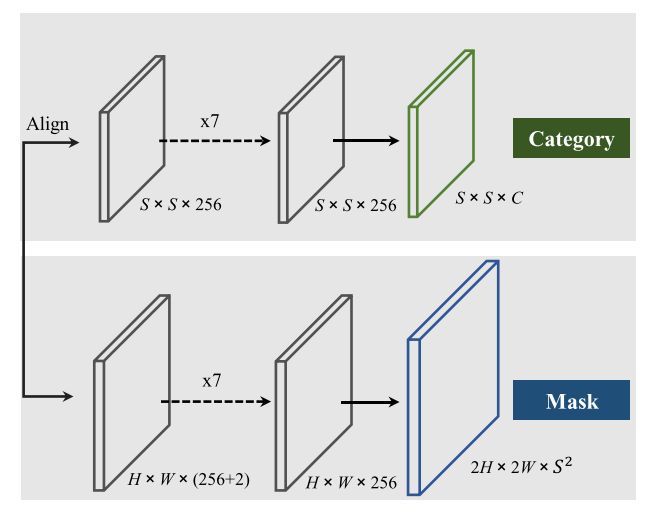 Align
x7
Category
S × S × 256
S × S × 256
S × S × C
x7
Mask
H × W × (256+2)
H × W × 256
2H × 2W × S²